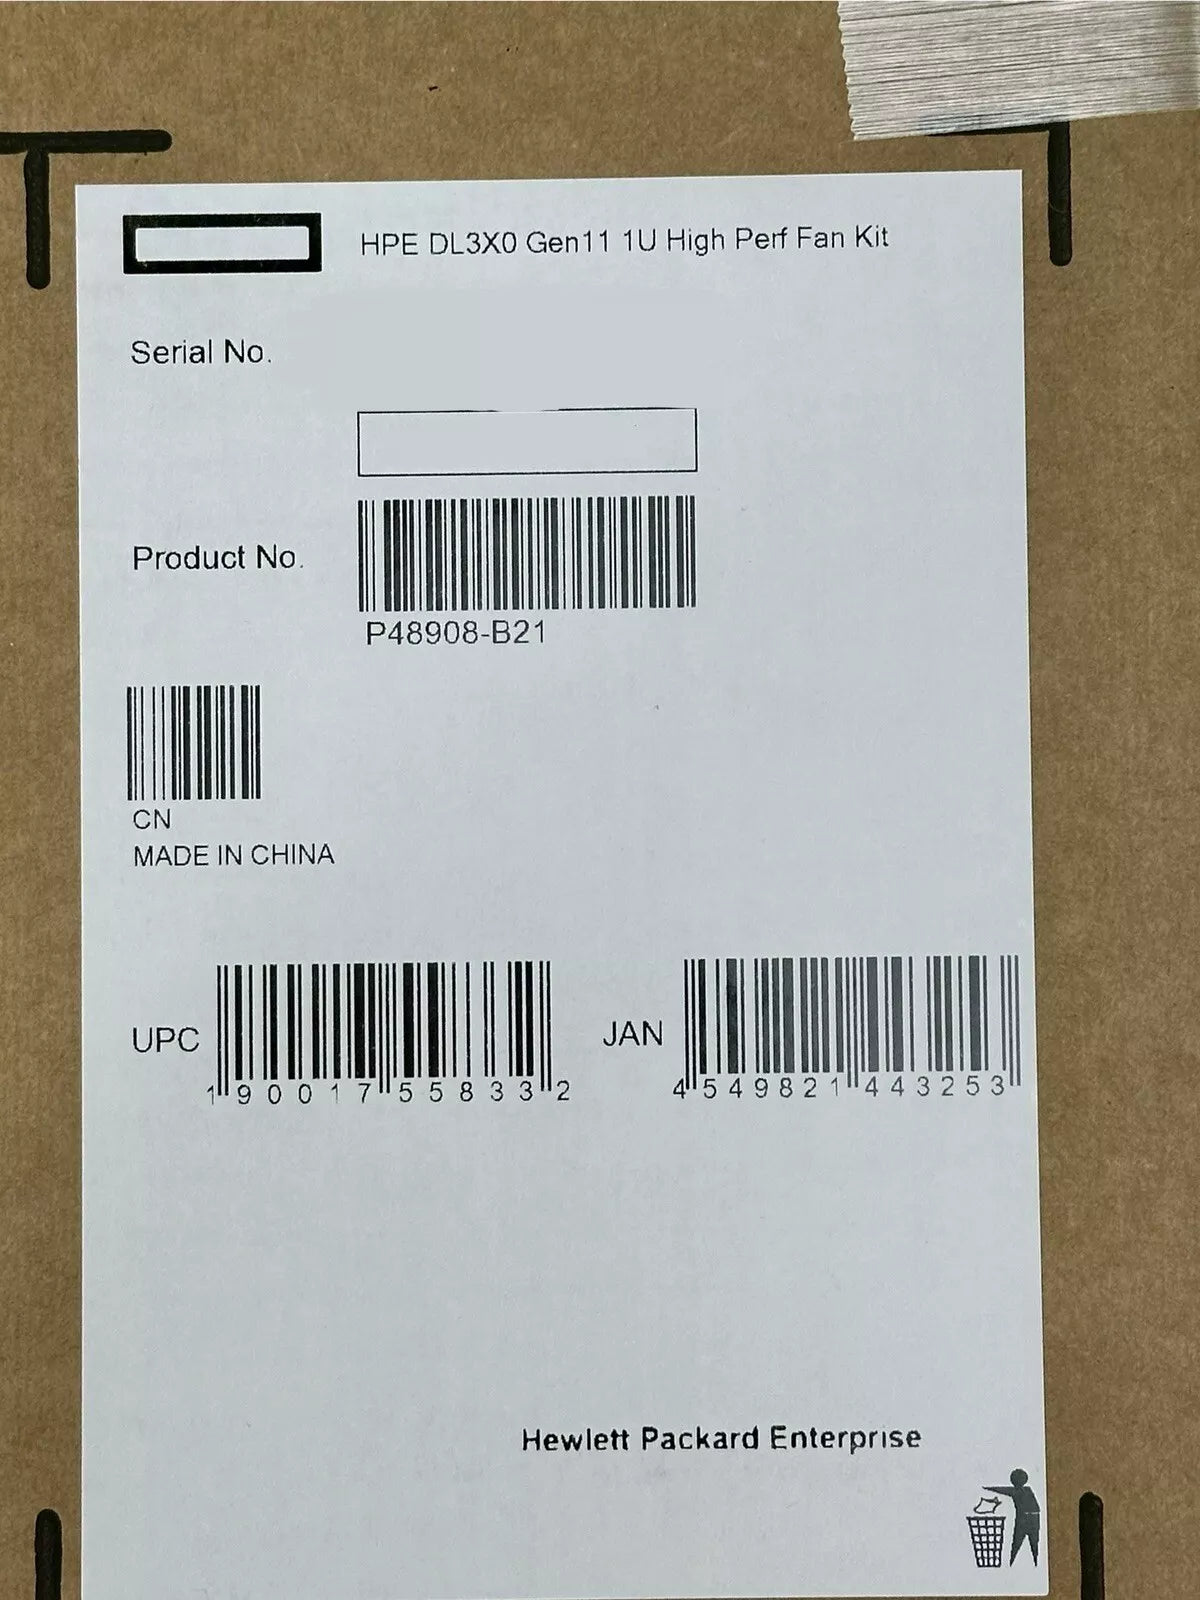 HPE DL3X0 Gen11 1U High Perf Fan Kit
Serial No.
Product No.
P48908-B21
CN
MADE IN CHINA
UPC
1 90017 55833 2
JAN
4 549821 443253
Hewlett Packard Enterprise